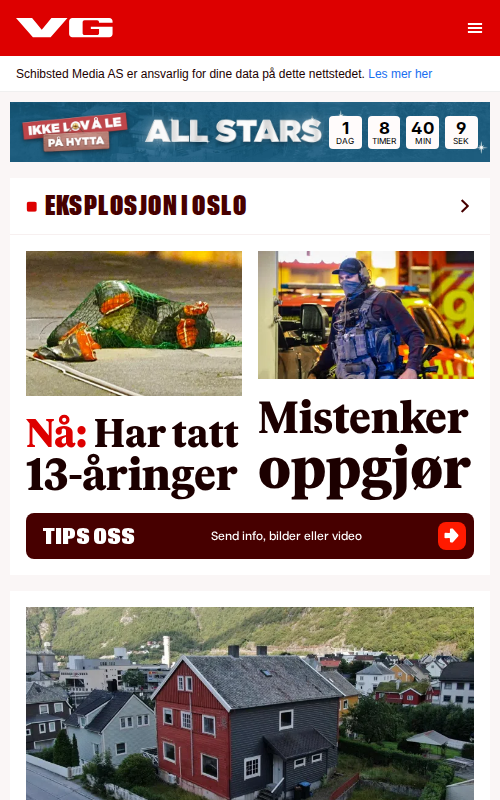 VG
Schibsted Media AS er ansvarlig for dine data på dette nettstedet. Les mer her
IKKE LOV Å LE
PÅ HYTTA
ALL STARS
1 8 40 9
DAG TIMER MIN SEK
EKSPLOSJON I OSLO
Nå: Har tatt
13-åringer
Mistenker
oppgjør
TIPS OSS Send info, bilder eller video